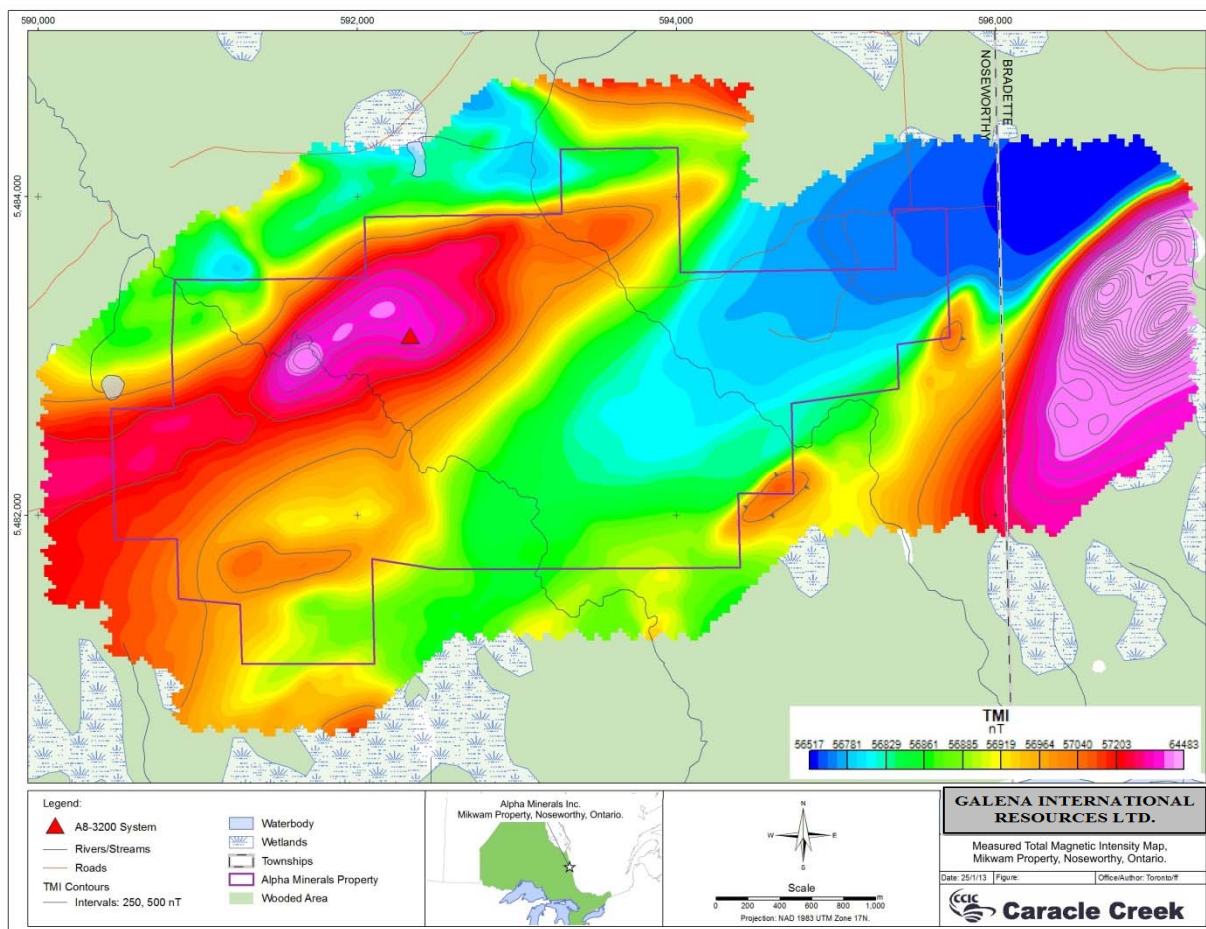 590,000
592,000
594,000
596,000
5,484,000
5,482,000
BRADETTE
NOSEWORTHY
TMI
nT
56517 56781 56829 56861 56885 56919 56964 57040 57203 64483
Legend:
A8-3200 System
Rivers/Streams
Roads
TMI Contours
Intervals: 250, 500 nT
Waterbody
Wetlands
Townships
Alpha Minerals Property
Wooded Area
Alpha Minerals Inc.
Mikwam Property, Noseworthy, Ontario.
N
W E
S
Scale
0 200 400 600 800 1,000
m
Projection: NAD 1983 UTM Zone 17N.
GALENA INTERNATIONAL
RESOURCES LTD.
Measured Total Magnetic Intensity Map,
Mikwam Property, Noseworthy, Ontario.
Date: 25/1/13 Figure: Office/Author: Toronto/ff
CCIC Caracle Creek